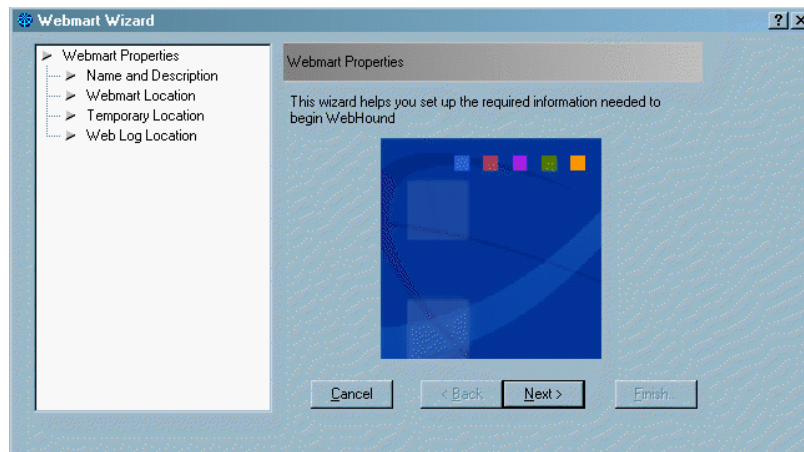 Webmart Wizard
? x
Webmart Properties
Name and Description
Webmart Location
Temporary Location
Web Log Location
Webmart Properties
This wizard helps you set up the required information needed to
begin WebHound
Cancel
< Back
Next >
Finish..